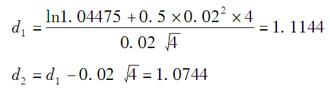 d₁ = (ln1.04475 + 0.5 × 0.02² × 4) / (0.02 √4) = 1.1144
d₂ = d₁ − 0.02 √4 = 1.0744